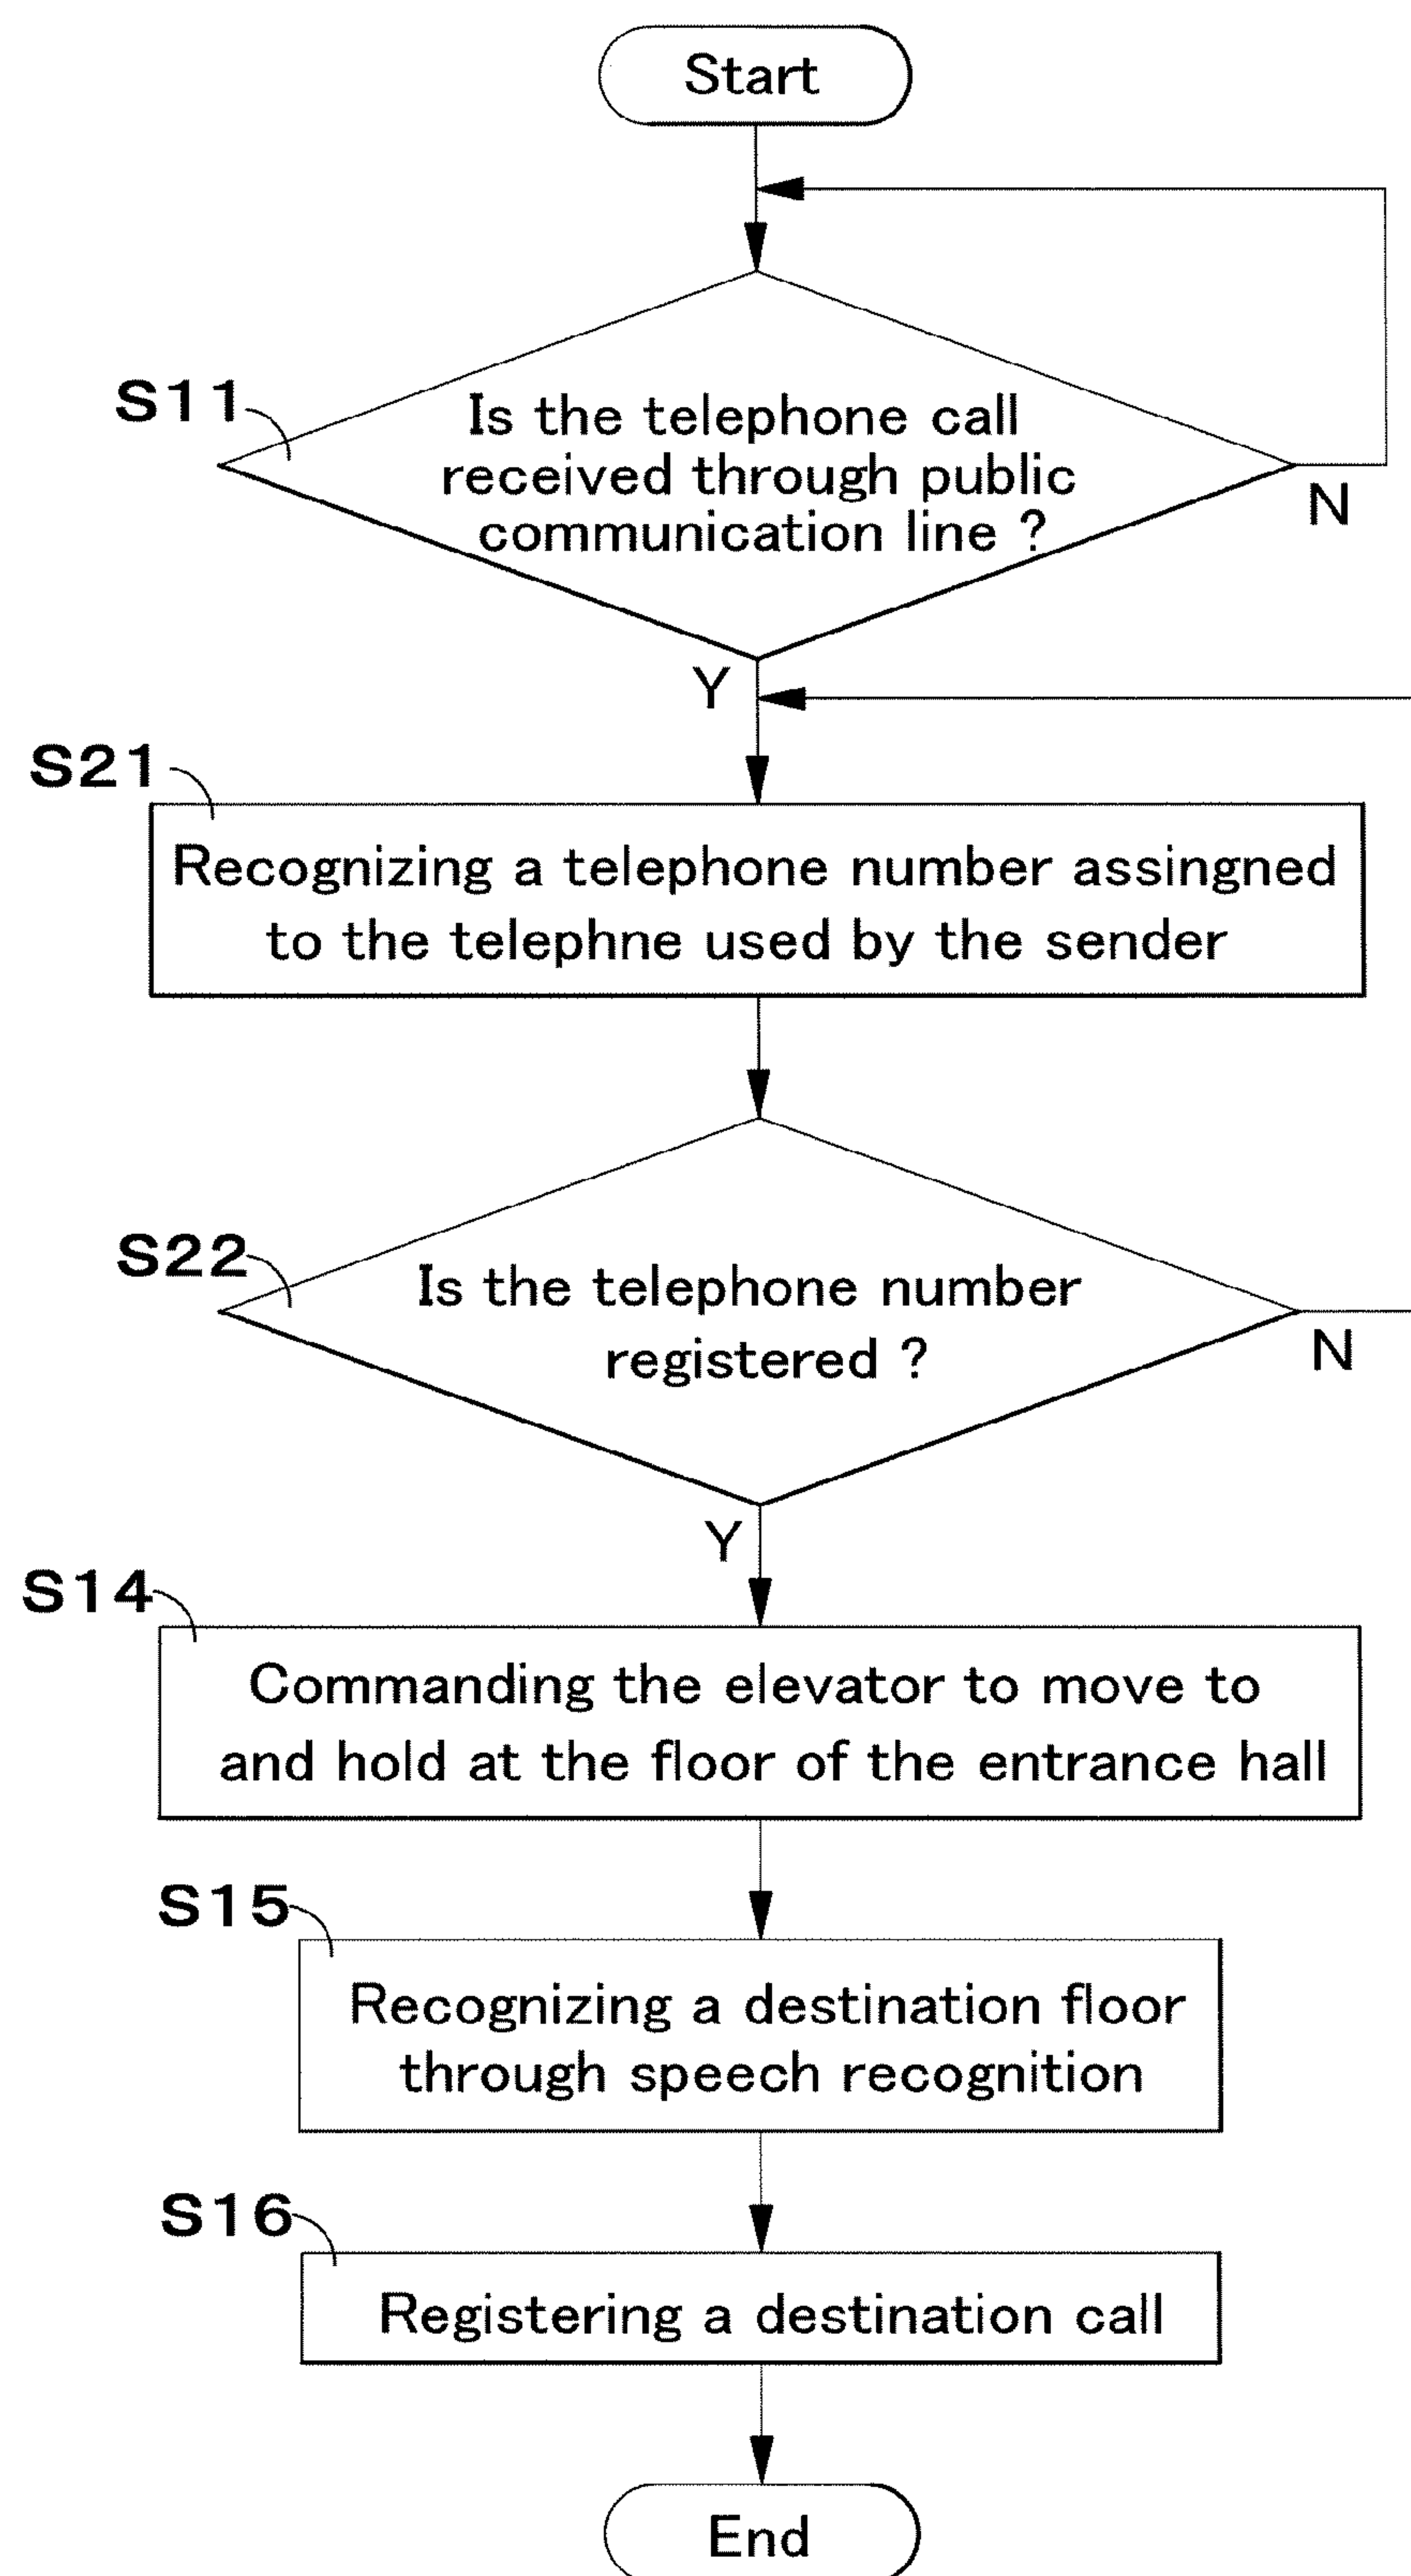 Start
S11
Is the telephone call
received through public
communication line ?
N
Y
S21
Recognizing a telephone number assingned
to the telephne used by the sender
S22
Is the telephone number
registered ?
N
Y
S14
Commanding the elevator to move to
and hold at the floor of the entrance hall
S15
Recognizing a destination floor
through speech recognition
S16
Registering a destination call
End